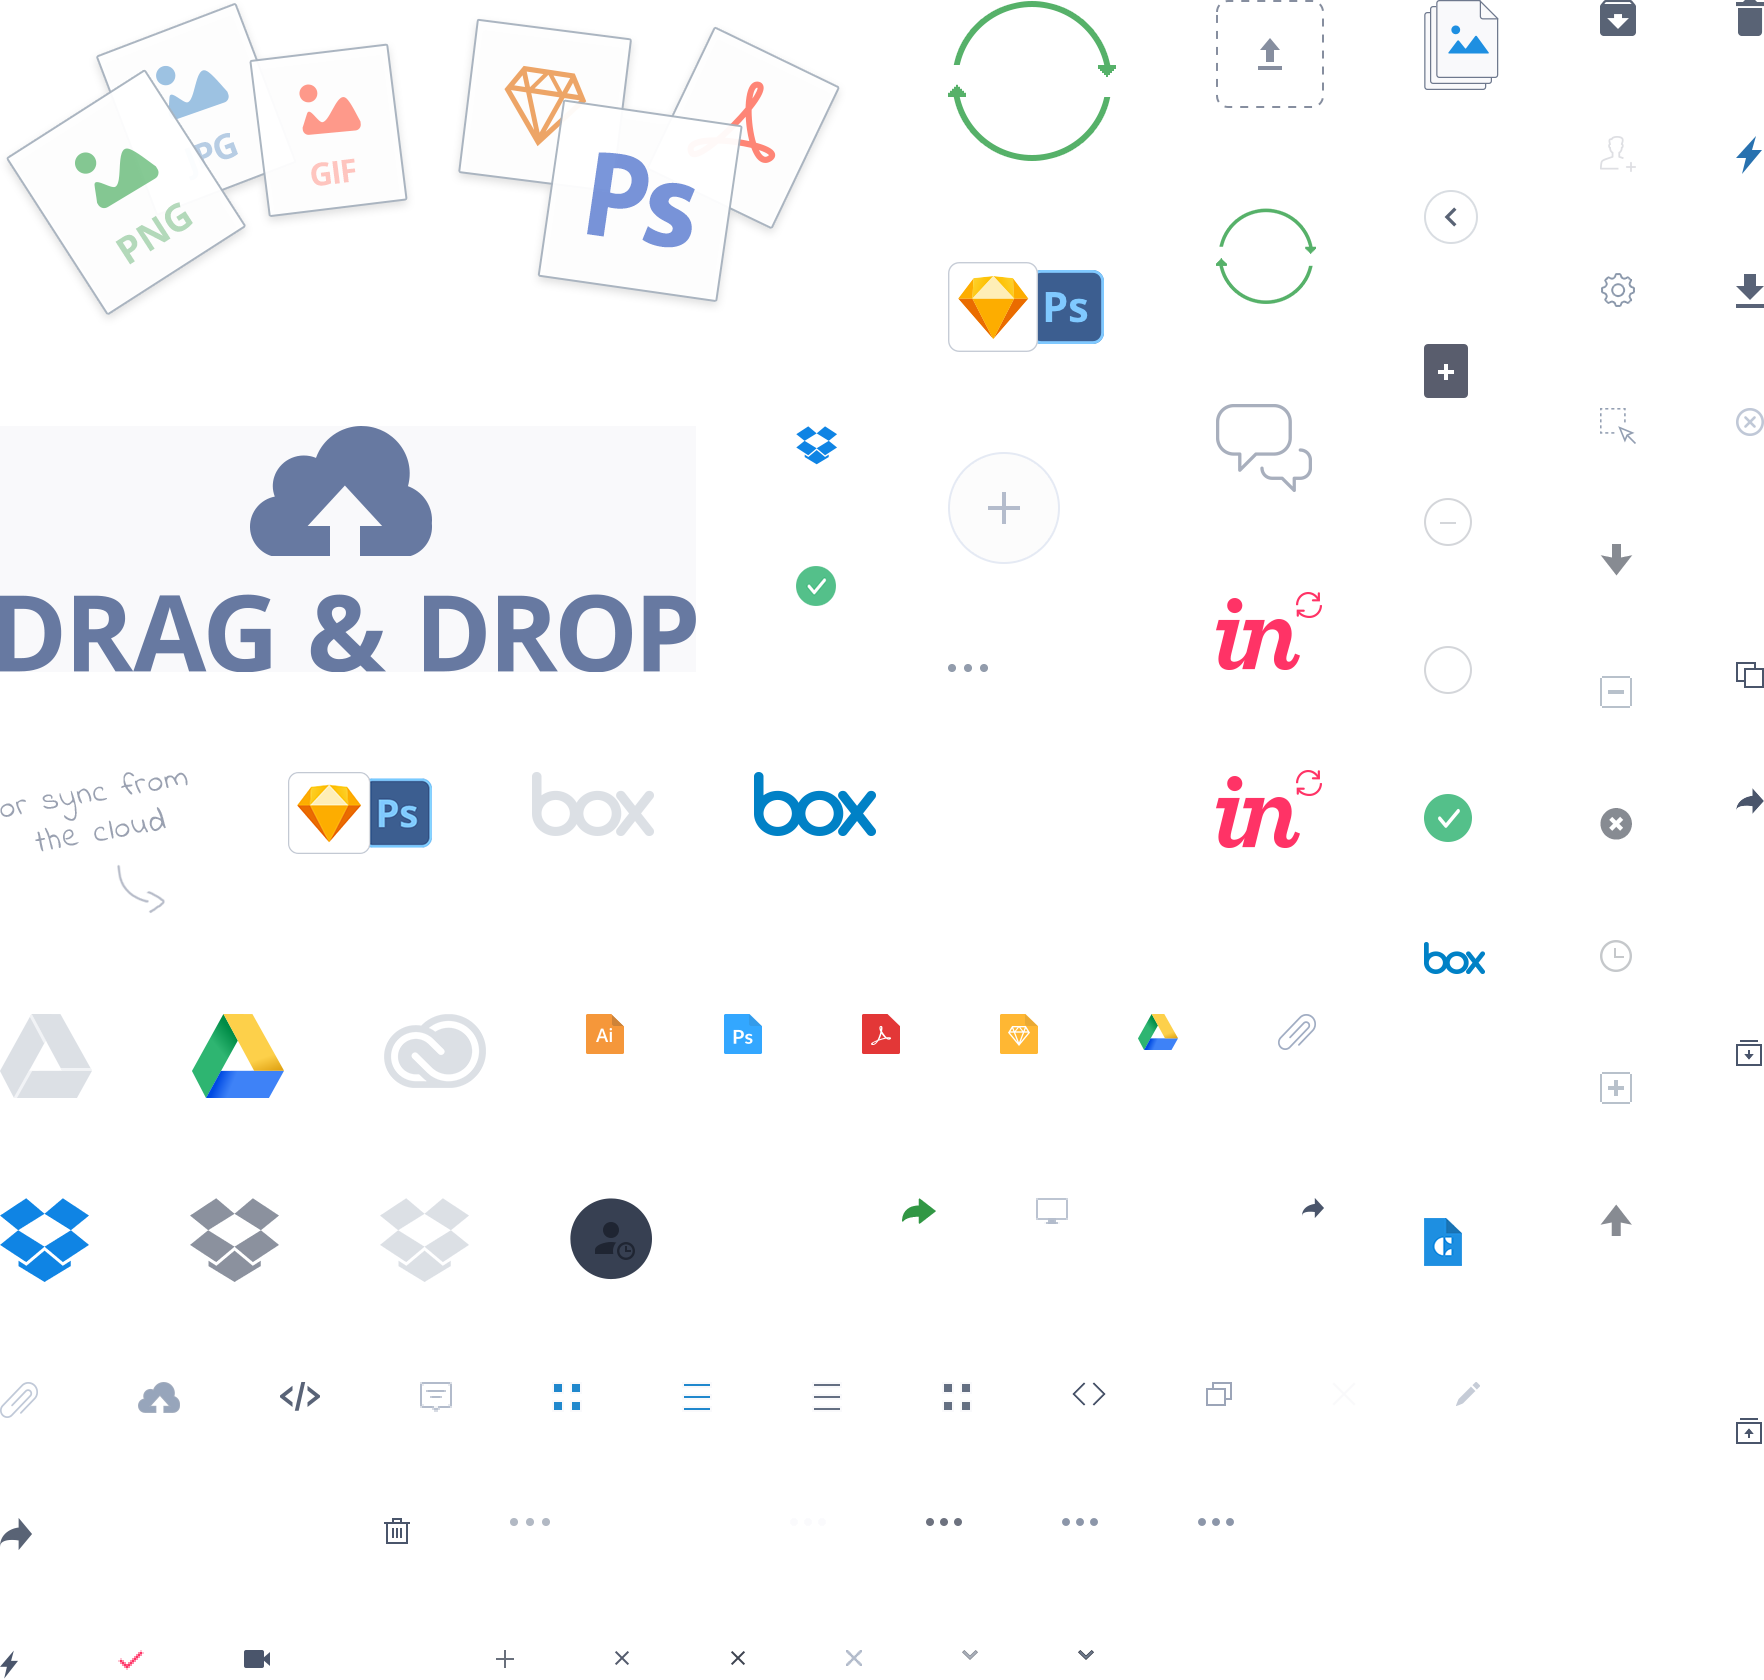 PG
GIF
PNG
Ps
Ps
DRAG & DROP
in
or sync from
the cloud
Ps
box
box
in
box
Ai
Ps